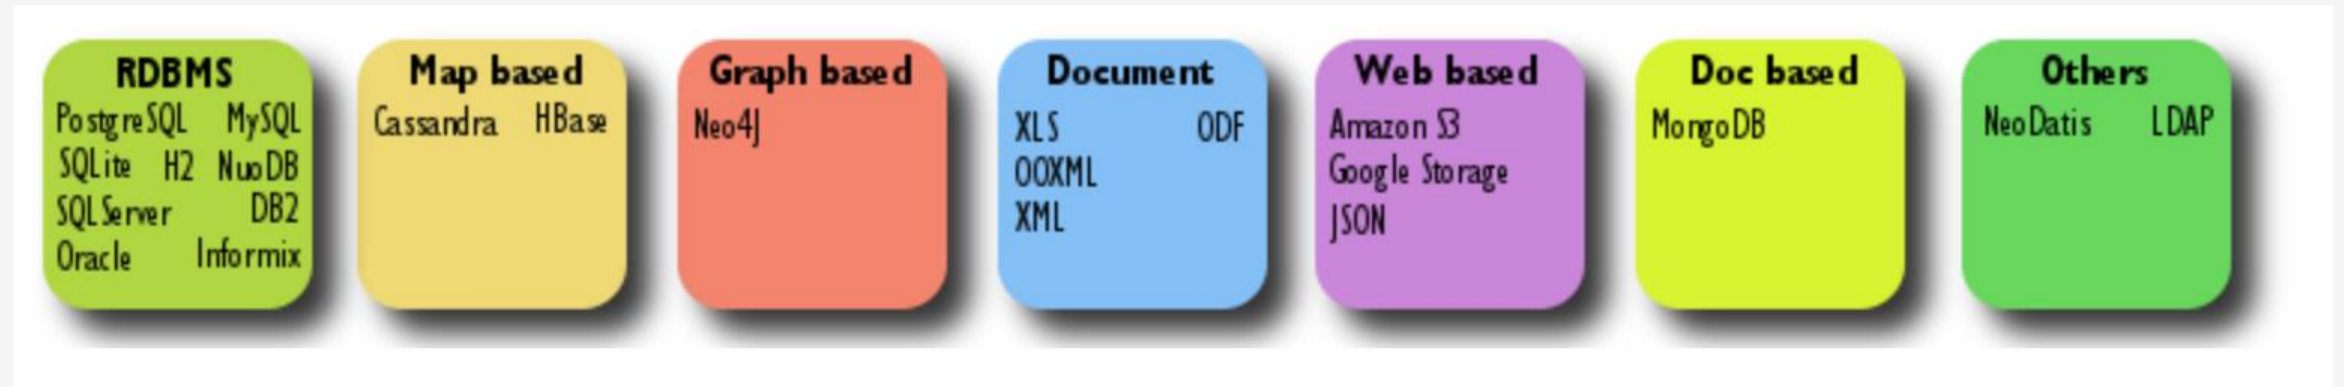 RDBMS
PostgreSQL MySQL
SQLite H2 NuoDB
SQLServer DB2
Oracle Informix
Map based
Cassandra HBase
Graph based
Neo4J
Document
XLS ODF
OOXML
XML
Web based
Amazon S3
Google Storage
JSON
Doc based
MongoDB
Others
NeoDatis LDAP